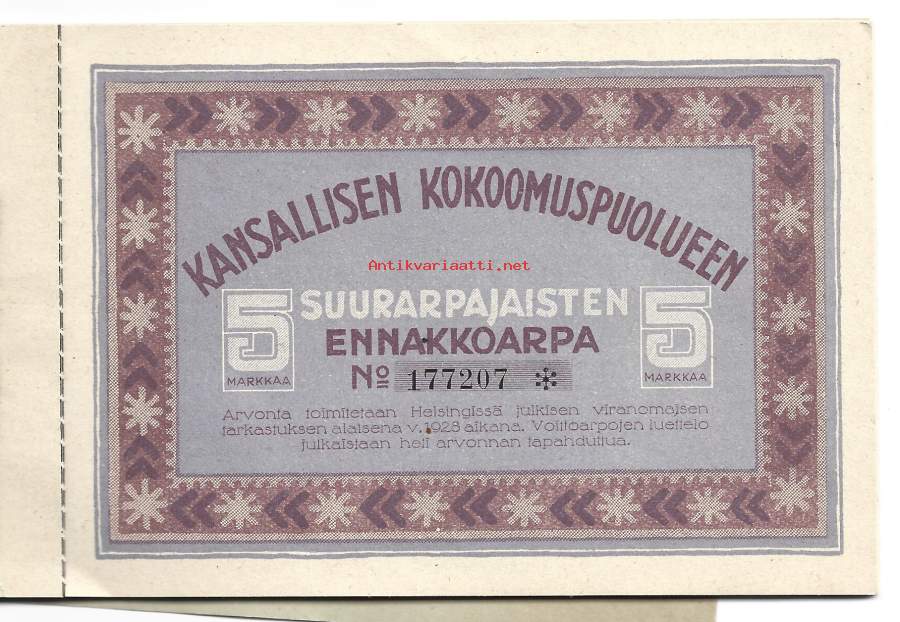 KANSALLISEN KOKOOMUSPUOLUEEN
Antikvariaatti.net
5 SUURARPAJAISTEN 5
MARKKAA ENNAKKOARPA MARKKAA
No 177207 *
Arvonta toimitetaan Helsingissä julkisen viranomaisen
tarkastuksen alaisena v. 1928 aikana. Voittoarpojen luettelo
julkaistaan heti arvonnan tapahduttua.